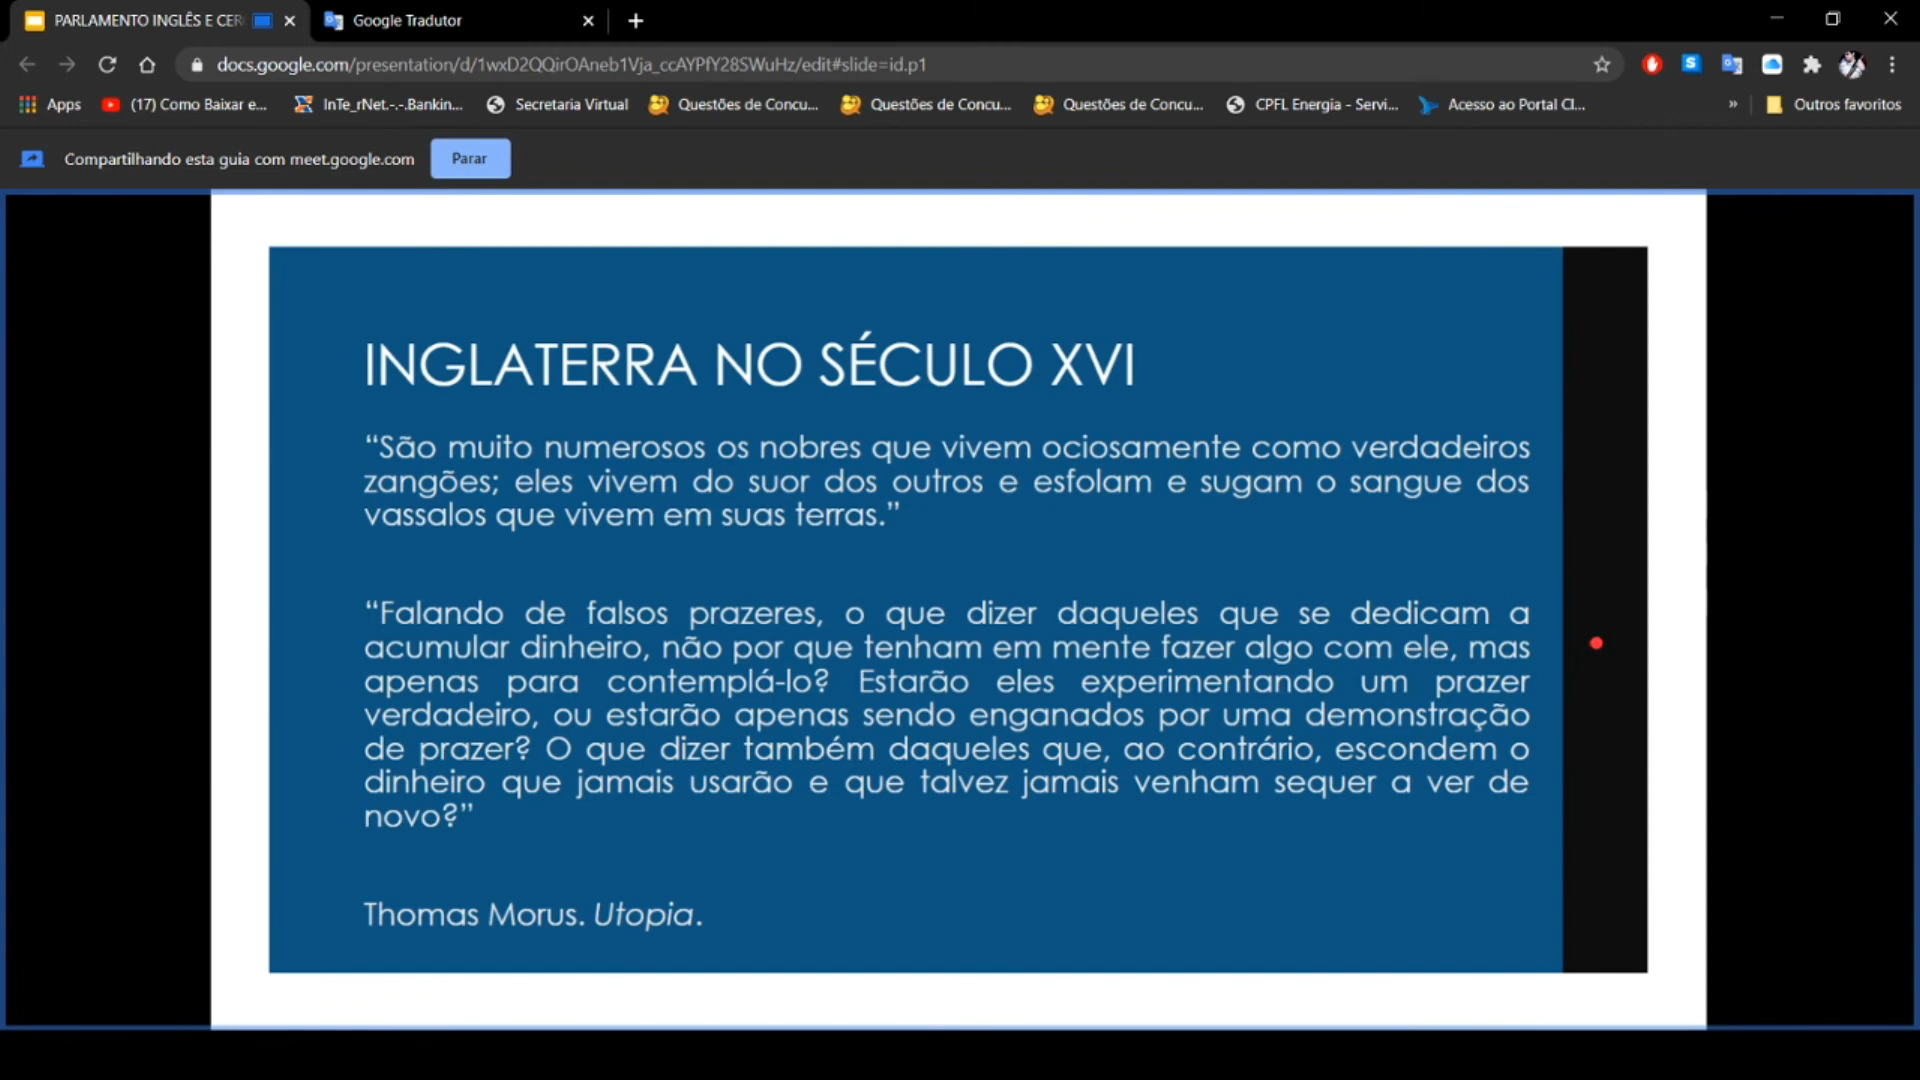 PARLAMENTO INGLÊS E CER
Google Tradutor
docs.google.com/presentation/d/1wxD2QQirOAneb1Vja_ccAYPfY28SWuHz/edit#slide=id.p1
Apps
(17) Como Baixar e...
InTe_rNet.-.-.Bankin...
Secretaria Virtual
Questões de Concu...
Questões de Concu...
Questões de Concu...
CPFL Energia - Servi...
Acesso ao Portal Cl...
»
Outros favoritos
Compartilhando esta guia com meet.google.com
Parar
INGLATERRA NO SÉCULO XVI
“São muito numerosos os nobres que vivem ociosamente como verdadeiros
zangões; eles vivem do suor dos outros e esfolam e sugam o sangue dos
vassalos que vivem em suas terras.”
“Falando de falsos prazeres, o que dizer daqueles que se dedicam a
acumular dinheiro, não por que tenham em mente fazer algo com ele, mas
apenas para contemplá-lo? Estarão eles experimentando um prazer
verdadeiro, ou estarão apenas sendo enganados por uma demonstração
de prazer? O que dizer também daqueles que, ao contrário, escondem o
dinheiro que jamais usarão e que talvez jamais venham sequer a ver de
novo?”
Thomas Morus. Utopia.